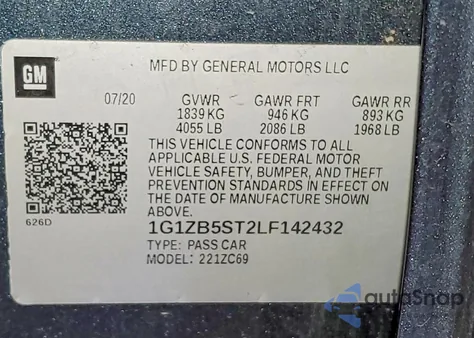 GM
MFD BY GENERAL MOTORS LLC
07/20 GVWR GAWR FRT GAWR RR
1839 KG 946 KG 893 KG
4055 LB 2086 LB 1968 LB
THIS VEHICLE CONFORMS TO ALL
APPLICABLE U.S. FEDERAL MOTOR
VEHICLE SAFETY, BUMPER, AND THEFT
PREVENTION STANDARDS IN EFFECT ON
THE DATE OF MANUFACTURE SHOWN
ABOVE.
626D
1G1ZB5ST2LF142432
TYPE: PASS CAR
MODEL: 221ZC69
autoSnap